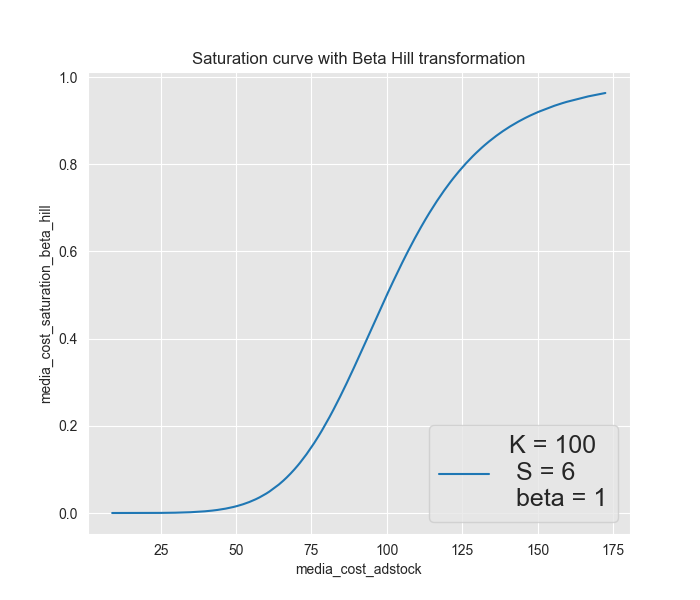 Saturation curve with Beta Hill transformation
media_cost_saturation_beta_hill
1.0
0.8
0.6
0.4
0.2
0.0
K = 100
S = 6
beta = 1
25
50
75
100
125
150
175
media_cost_adstock